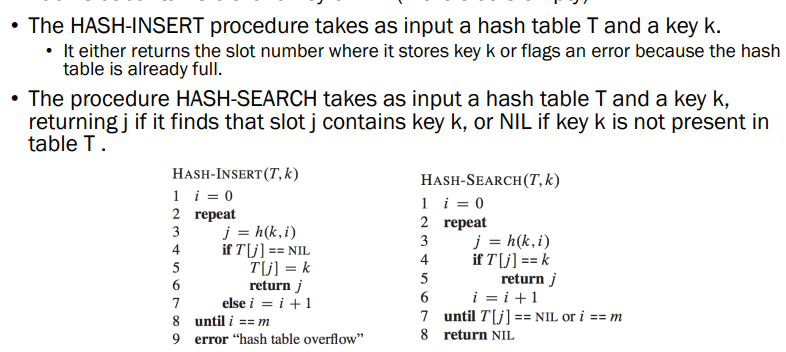 • The HASH-INSERT procedure takes as input a hash table T and a key k.
• It either returns the slot number where it stores key k or flags an error because the hash
table is already full.
• The procedure HASH-SEARCH takes as input a hash table T and a key k,
returning j if it finds that slot j contains key k, or NIL if key k is not present in
table T .
HASH-INSERT(T, k)
1 i = 0
2 repeat
3 j = h(k, i)
4 if T[j] == NIL
5 T[j] = k
6 return j
7 else i = i + 1
8 until i == m
9 error “hash table overflow”
HASH-SEARCH(T, k)
1 i = 0
2 repeat
3 j = h(k, i)
4 if T[j] == k
5 return j
6 i = i + 1
7 until T[j] == NIL or i == m
8 return NIL